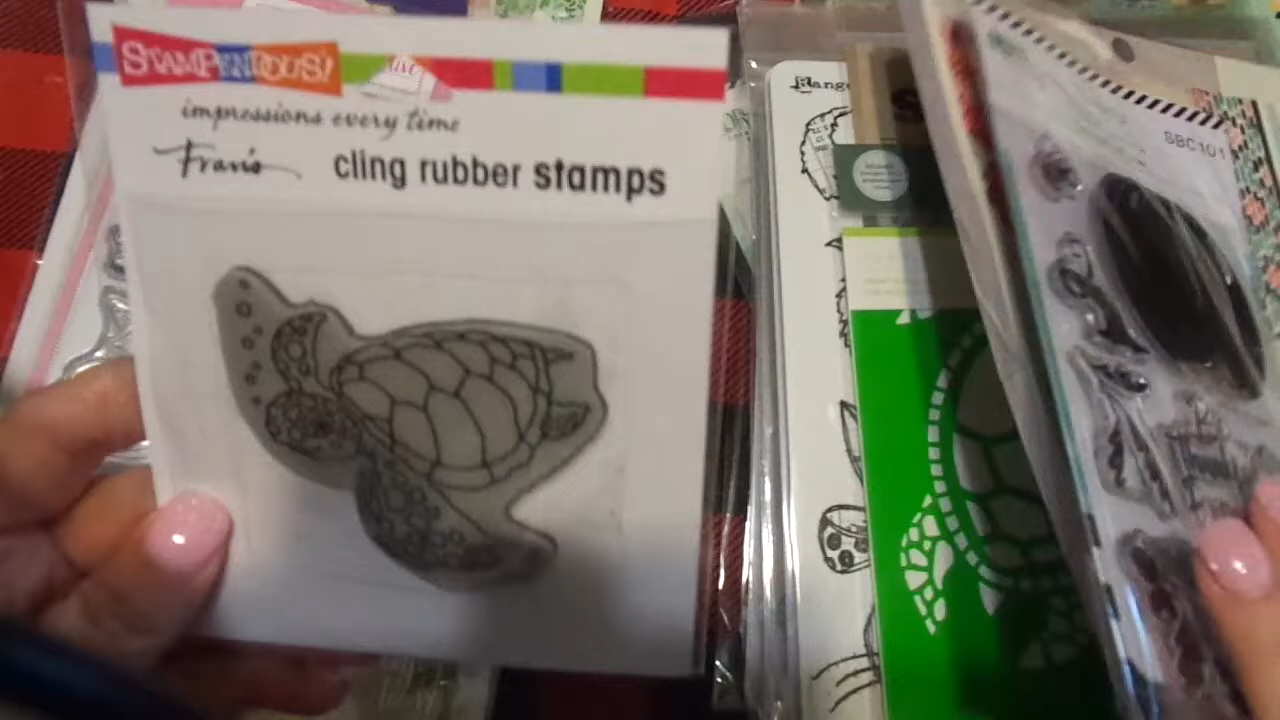 STAMPENDOUS!
impressions every time
Fran's cling rubber stamps
SBC101